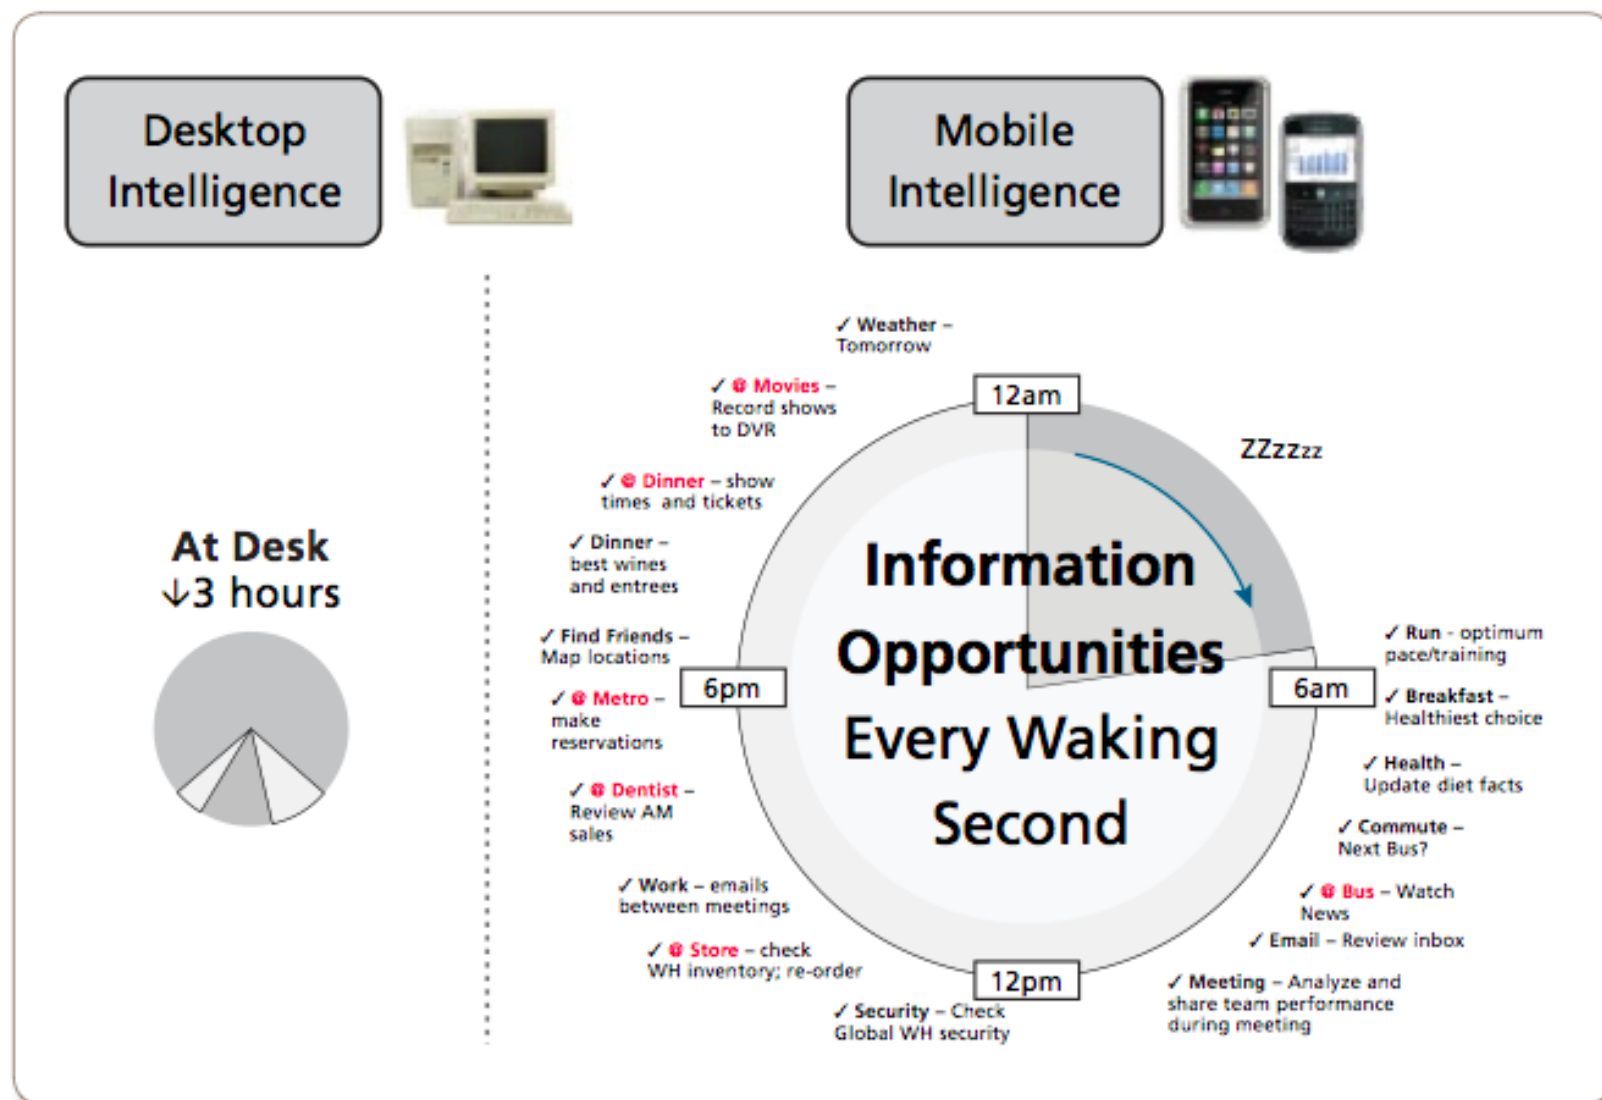 Desktop
Intelligence
Mobile
Intelligence
At Desk
↓3 hours
✓ Weather –
Tomorrow
✓ @ Movies –
Record shows
to DVR
✓ @ Dinner – show
times and tickets
✓ Dinner –
best wines
and entrees
✓ Find Friends –
Map locations
✓ @ Metro –
make
reservations
✓ @ Dentist –
Review AM
sales
✓ Work – emails
between meetings
✓ @ Store – check
WH inventory; re-order
✓ Security – Check
Global WH security
12am
6pm
6am
12pm
Information
Opportunities
Every Waking
Second
ZZzzzz
✓ Run - optimum
pace/training
✓ Breakfast –
Healthiest choice
✓ Health –
Update diet facts
✓ Commute –
Next Bus?
✓ @ Bus – Watch
News
✓ Email – Review inbox
✓ Meeting – Analyze and
share team performance
during meeting